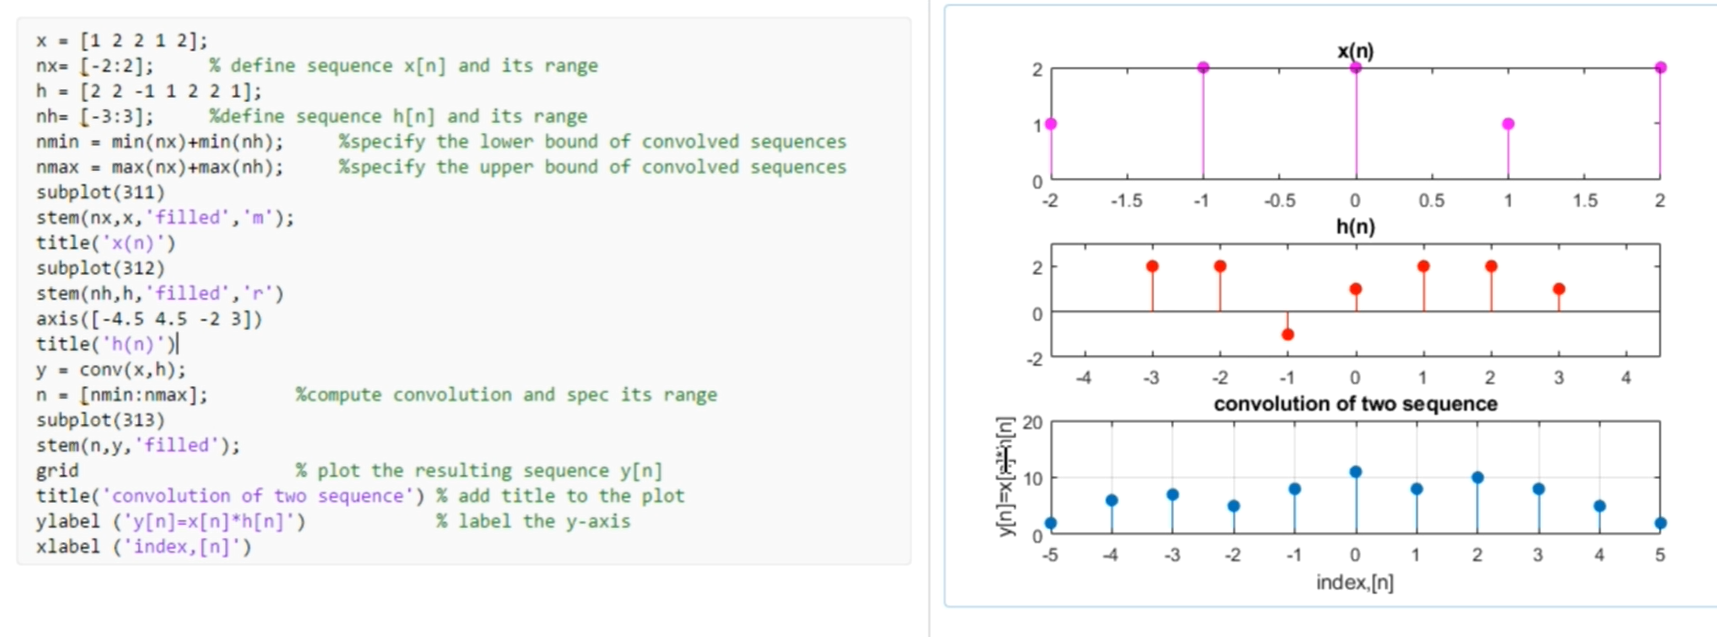 x = [1 2 2 1 2];
nx= [-2:2];     % define sequence x[n] and its range
h = [2 2 -1 1 2 2 1];
nh= [-3:3];     %define sequence h[n] and its range
nmin = min(nx)+min(nh);     %specify the lower bound of convolved sequences
nmax = max(nx)+max(nh);     %specify the upper bound of convolved sequences
subplot(311)
stem(nx,x,'filled','m');
title('x(n)')
subplot(312)
stem(nh,h,'filled','r')
axis([-4.5 4.5 -2 3])
title('h(n)')
y = conv(x,h);
n = [nmin:nmax];        %compute convolution and spec its range
subplot(313)
stem(n,y,'filled');
grid                    % plot the resulting sequence y[n]
title('convolution of two sequence') % add title to the plot
ylabel ('y[n]=x[n]*h[n]')            % label the y-axis
xlabel ('index,[n]')
x(n)
2
1
0
-2 -1.5 -1 -0.5 0 0.5 1 1.5 2
h(n)
2
0
-2
-4 -3 -2 -1 0 1 2 3 4
convolution of two sequence
y[n]=x[n]*h[n]
20
10
0
-5 -4 -3 -2 -1 0 1 2 3 4 5
index,[n]